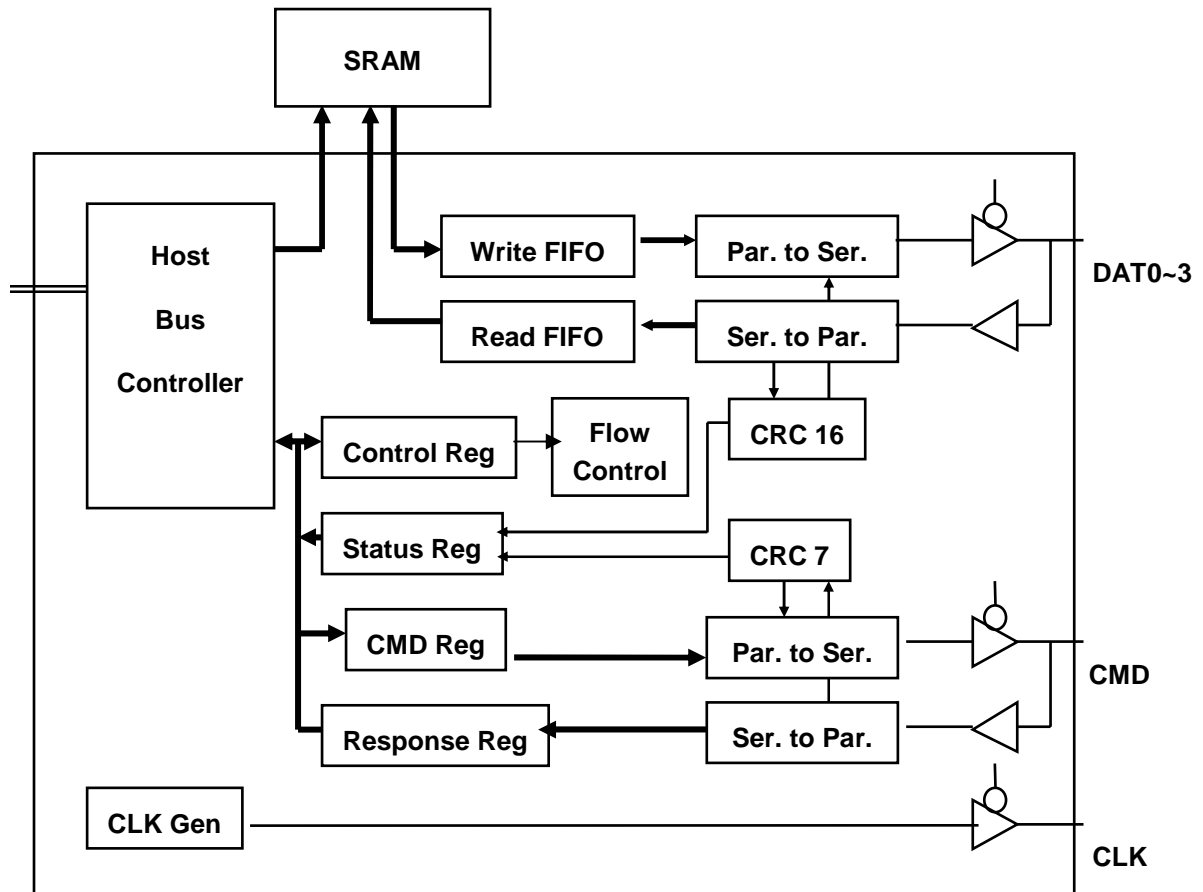 SRAM
Host
Bus
Controller
Write FIFO
Par. to Ser.
DAT0~3
Read FIFO
Ser. to Par.
Control Reg
Flow
Control
CRC 16
Status Reg
CRC 7
CMD Reg
Par. to Ser.
CMD
Response Reg
Ser. to Par.
CLK Gen
CLK